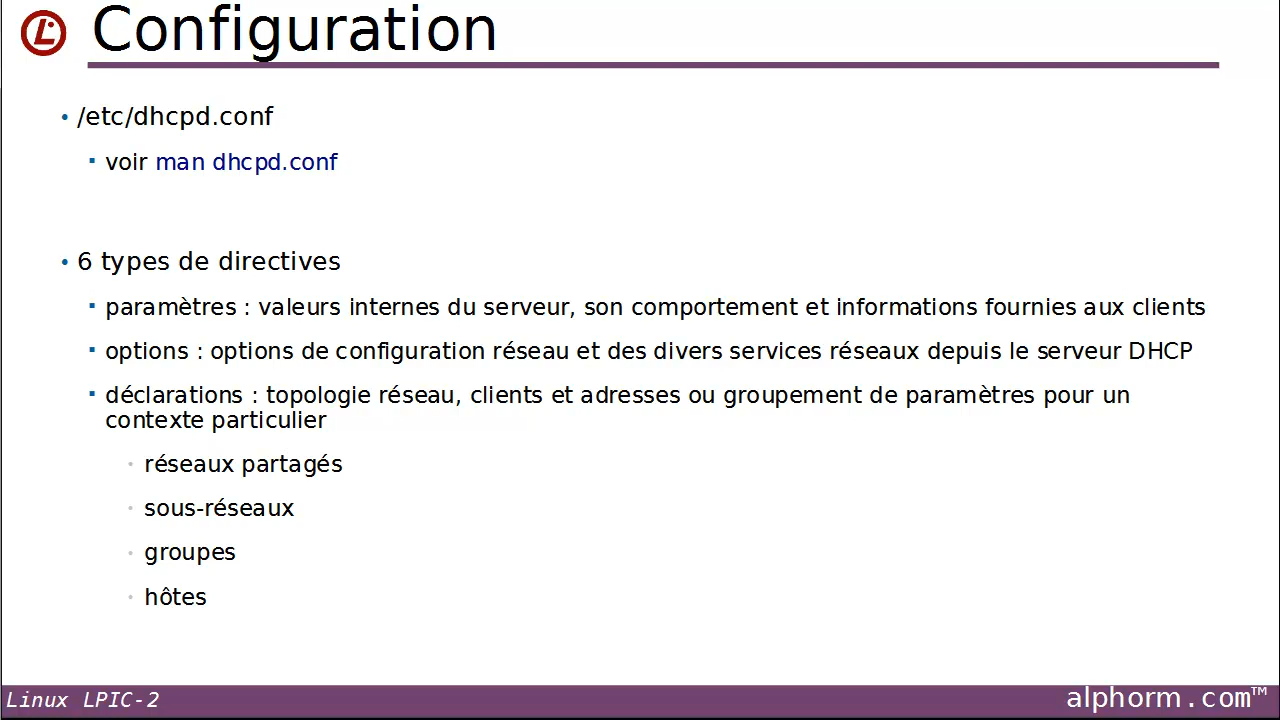 Configuration
• /etc/dhcpd.conf
▪ voir man dhcpd.conf
• 6 types de directives
▪ paramètres : valeurs internes du serveur, son comportement et informations fournies aux clients
▪ options : options de configuration réseau et des divers services réseaux depuis le serveur DHCP
▪ déclarations : topologie réseau, clients et adresses ou groupement de paramètres pour un
contexte particulier
• réseaux partagés
• sous-réseaux
• groupes
• hôtes
Linux LPIC-2
alphorm.com™